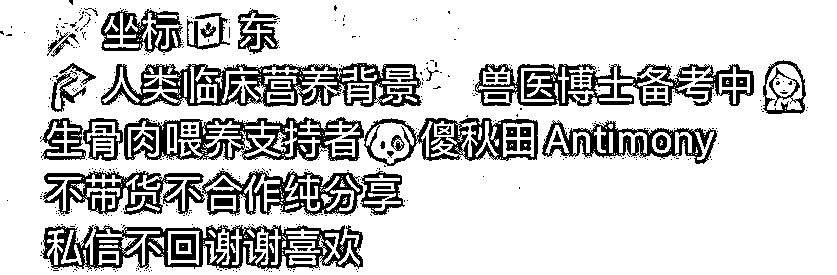 坐标🇨🇦东
🎓人类临床营养背景 兽医博士备考中👩‍⚕️
生骨肉喂养支持者🐶傻秋田 Antimony
不带货不合作纯分享
私信不回谢谢喜欢